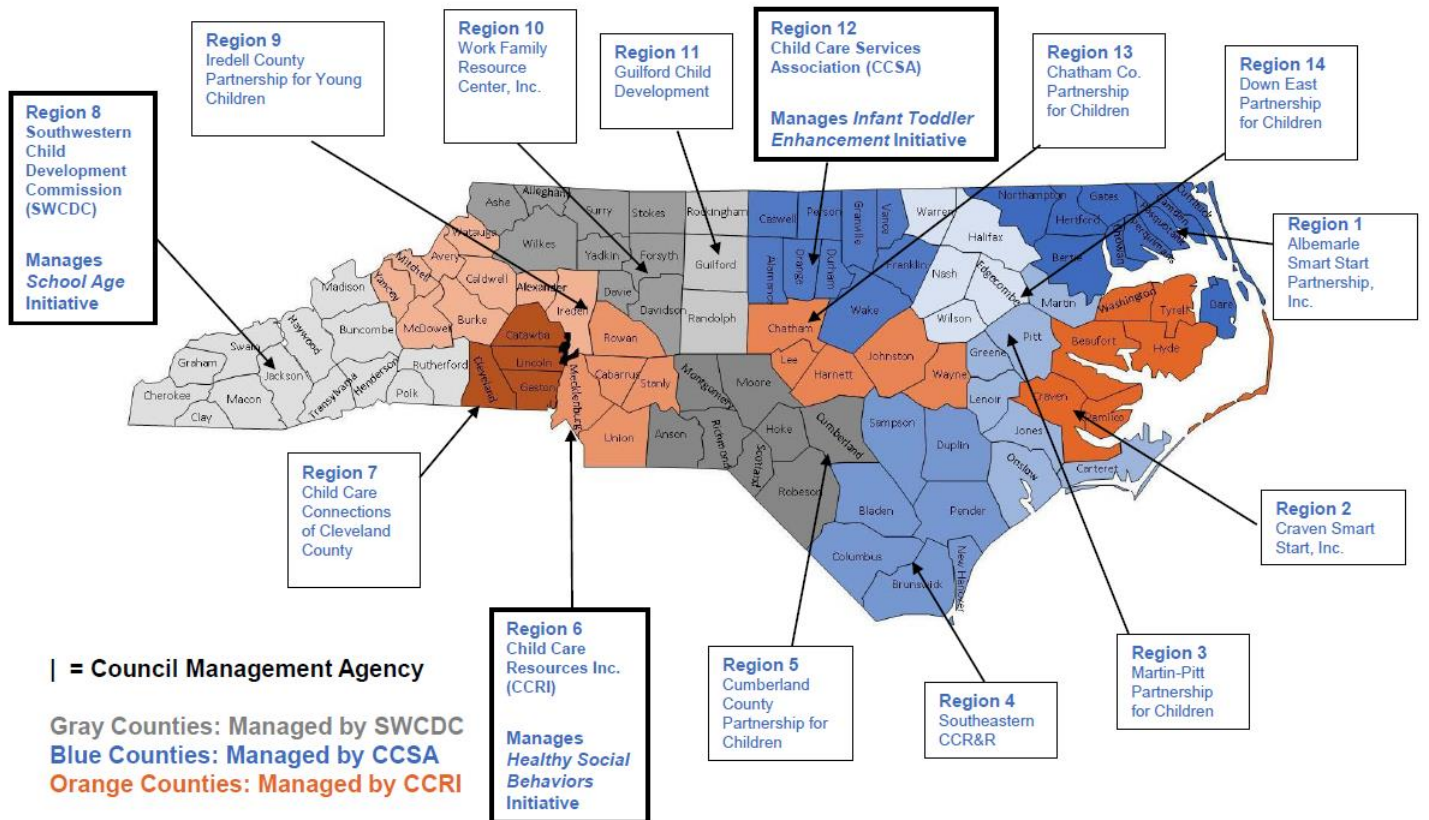 Region 9
Iredell County
Partnership for Young
Children
Region 10
Work Family
Resource
Center, Inc.
Region 11
Guilford Child
Development
Region 12
Child Care Services
Association (CCSA)
Manages Infant Toddler
Enhancement Initiative
Region 13
Chatham Co.
Partnership
for Children
Region 14
Down East
Partnership
for Children
Region 8
Southwestern
Child
Development
Commission
(SWCDC)
Manages
School Age
Initiative
Region 1
Albemarle
Smart Start
Partnership,
Inc.
Ashe
Alleghany
Surry
Stokes
Rockingham
Caswell
Person
Granville
Vance
Warren
Northampton
Gates
Hertford
Halifax
Currituck
Camden
Pasquotank
Perquimans
Chowan
Bertie
Watauga
Wilkes
Yadkin
Forsyth
Guilford
Alamance
Orange
Durham
Franklin
Nash
Edgecombe
Martin
Washington
Tyrell
Dare
Avery
Mitchell
Yancey
Caldwell
Alexander
Iredell
Davie
Davidson
Randolph
Chatham
Wake
Wilson
Pitt
Beaufort
Hyde
Madison
Buncombe
McDowell
Burke
Catawba
Rowan
Lee
Harnett
Johnston
Wayne
Greene
Lenoir
Craven
Pamlico
Haywood
Swain
Graham
Jackson
Cherokee
Macon
Clay
Transylvania
Henderson
Polk
Rutherford
Cleveland
Lincoln
Gaston
Mecklenburg
Cabarrus
Stanly
Union
Montgomery
Moore
Anson
Richmond
Hoke
Scotland
Cumberland
Robeson
Sampson
Duplin
Jones
Onslow
Carteret
Bladen
Pender
Columbus
Brunswick
New Hanover
Region 7
Child Care
Connections
of Cleveland
County
Region 2
Craven Smart
Start, Inc.
Region 6
Child Care
Resources Inc.
(CCRI)
Manages
Healthy Social
Behaviors
Initiative
Region 5
Cumberland
County
Partnership for
Children
Region 4
Southeastern
CCR&R
Region 3
Martin-Pitt
Partnership
for Children
| = Council Management Agency
Gray Counties: Managed by SWCDC
Blue Counties: Managed by CCSA
Orange Counties: Managed by CCRI